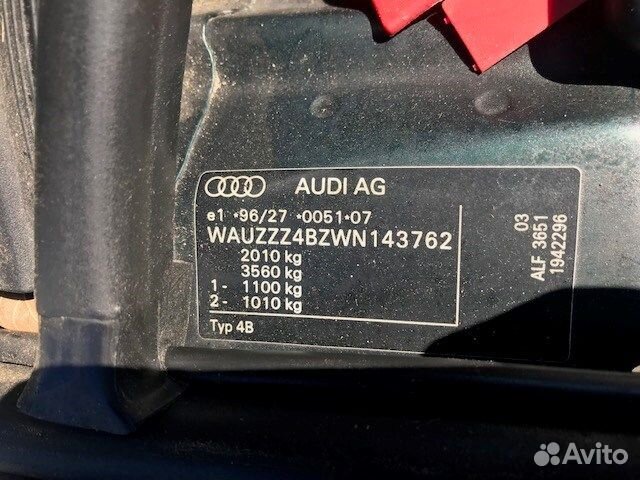 AUDI AG
e1 *96/27 *0051*07
WAUZZZ4BZWN143762
2010 kg
3560 kg
1- 1100 kg
2- 1010 kg
Typ 4B
03
ALF 3651
1942296
Avito